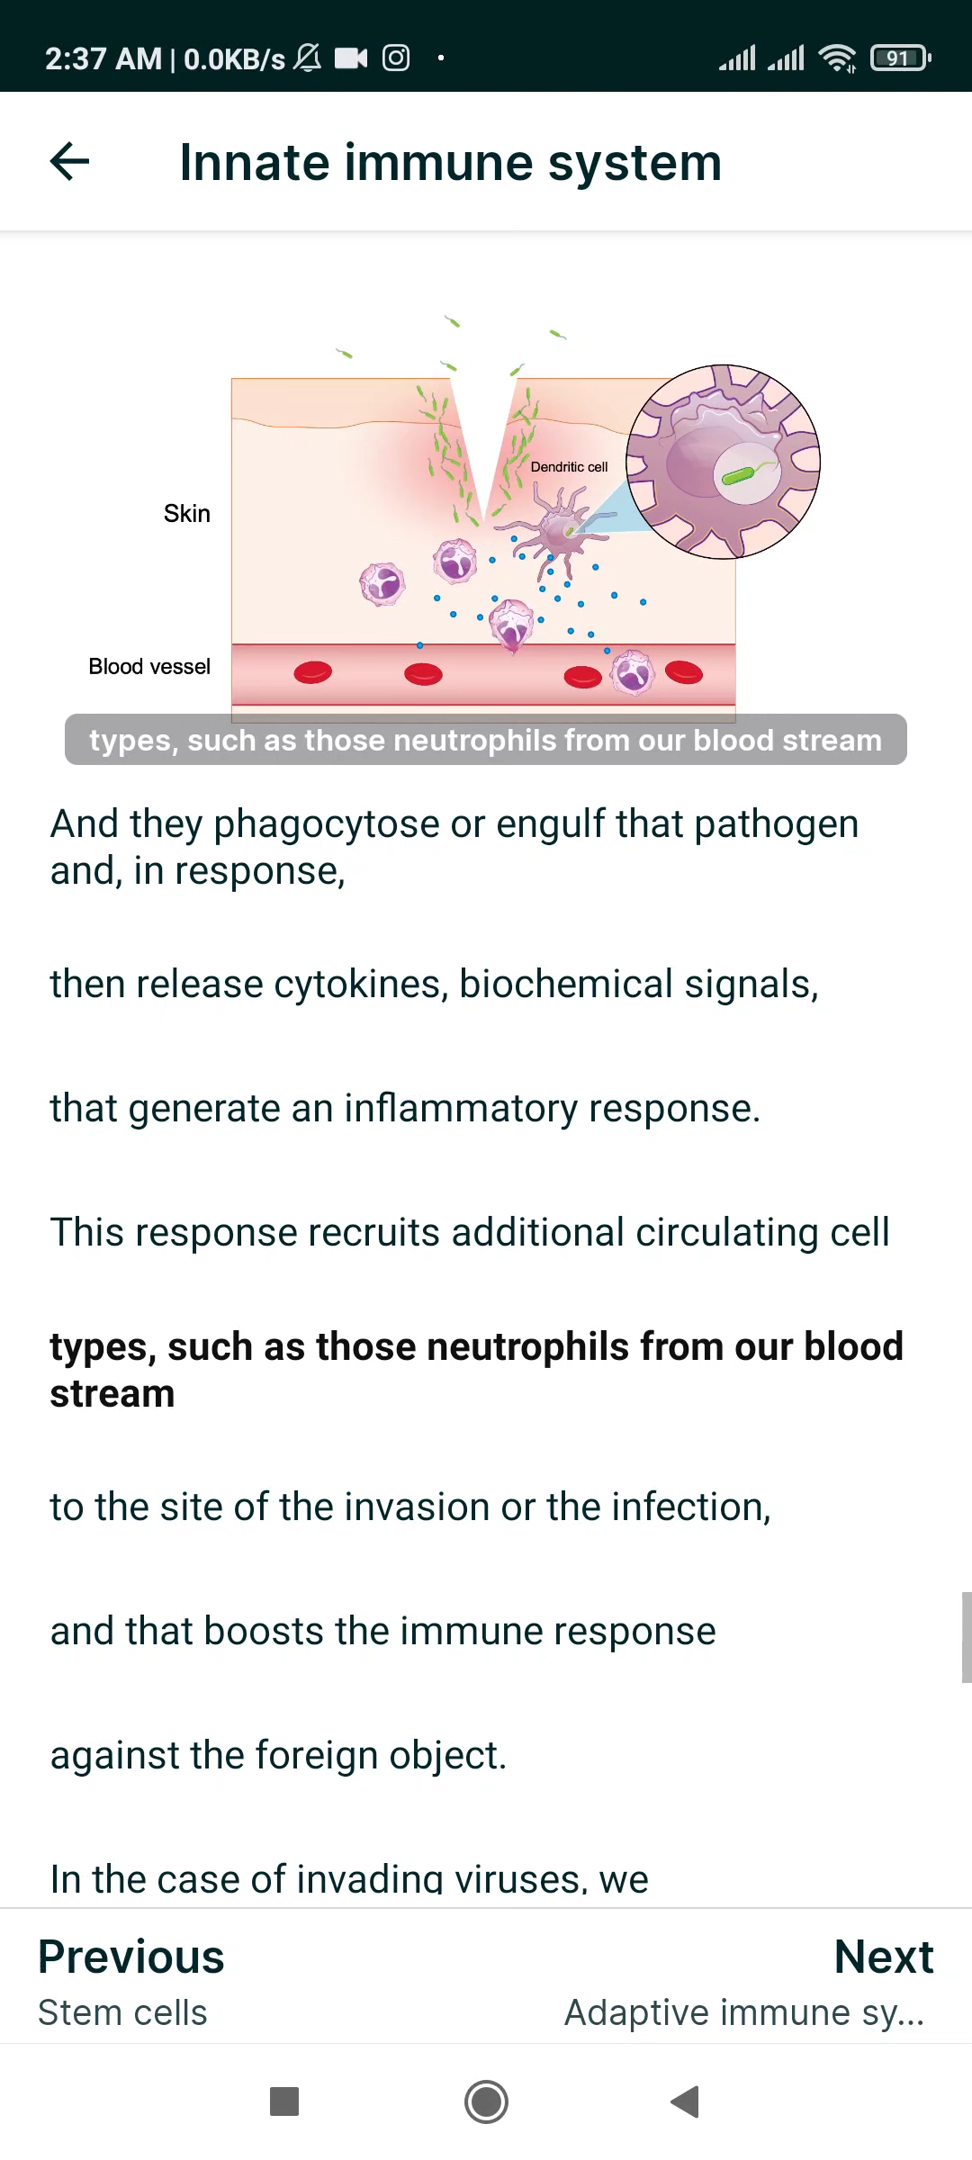 2:37 AM | 0.0KB/s
91
Innate immune system
Dendritic cell
Skin
Blood vessel
types, such as those neutrophils from our blood stream
And they phagocytose or engulf that pathogen
and, in response,
then release cytokines, biochemical signals,
that generate an inflammatory response.
This response recruits additional circulating cell
types, such as those neutrophils from our blood
stream
to the site of the invasion or the infection,
and that boosts the immune response
against the foreign object.
In the case of invading viruses, we
Previous
Next
Stem cells
Adaptive immune sy...